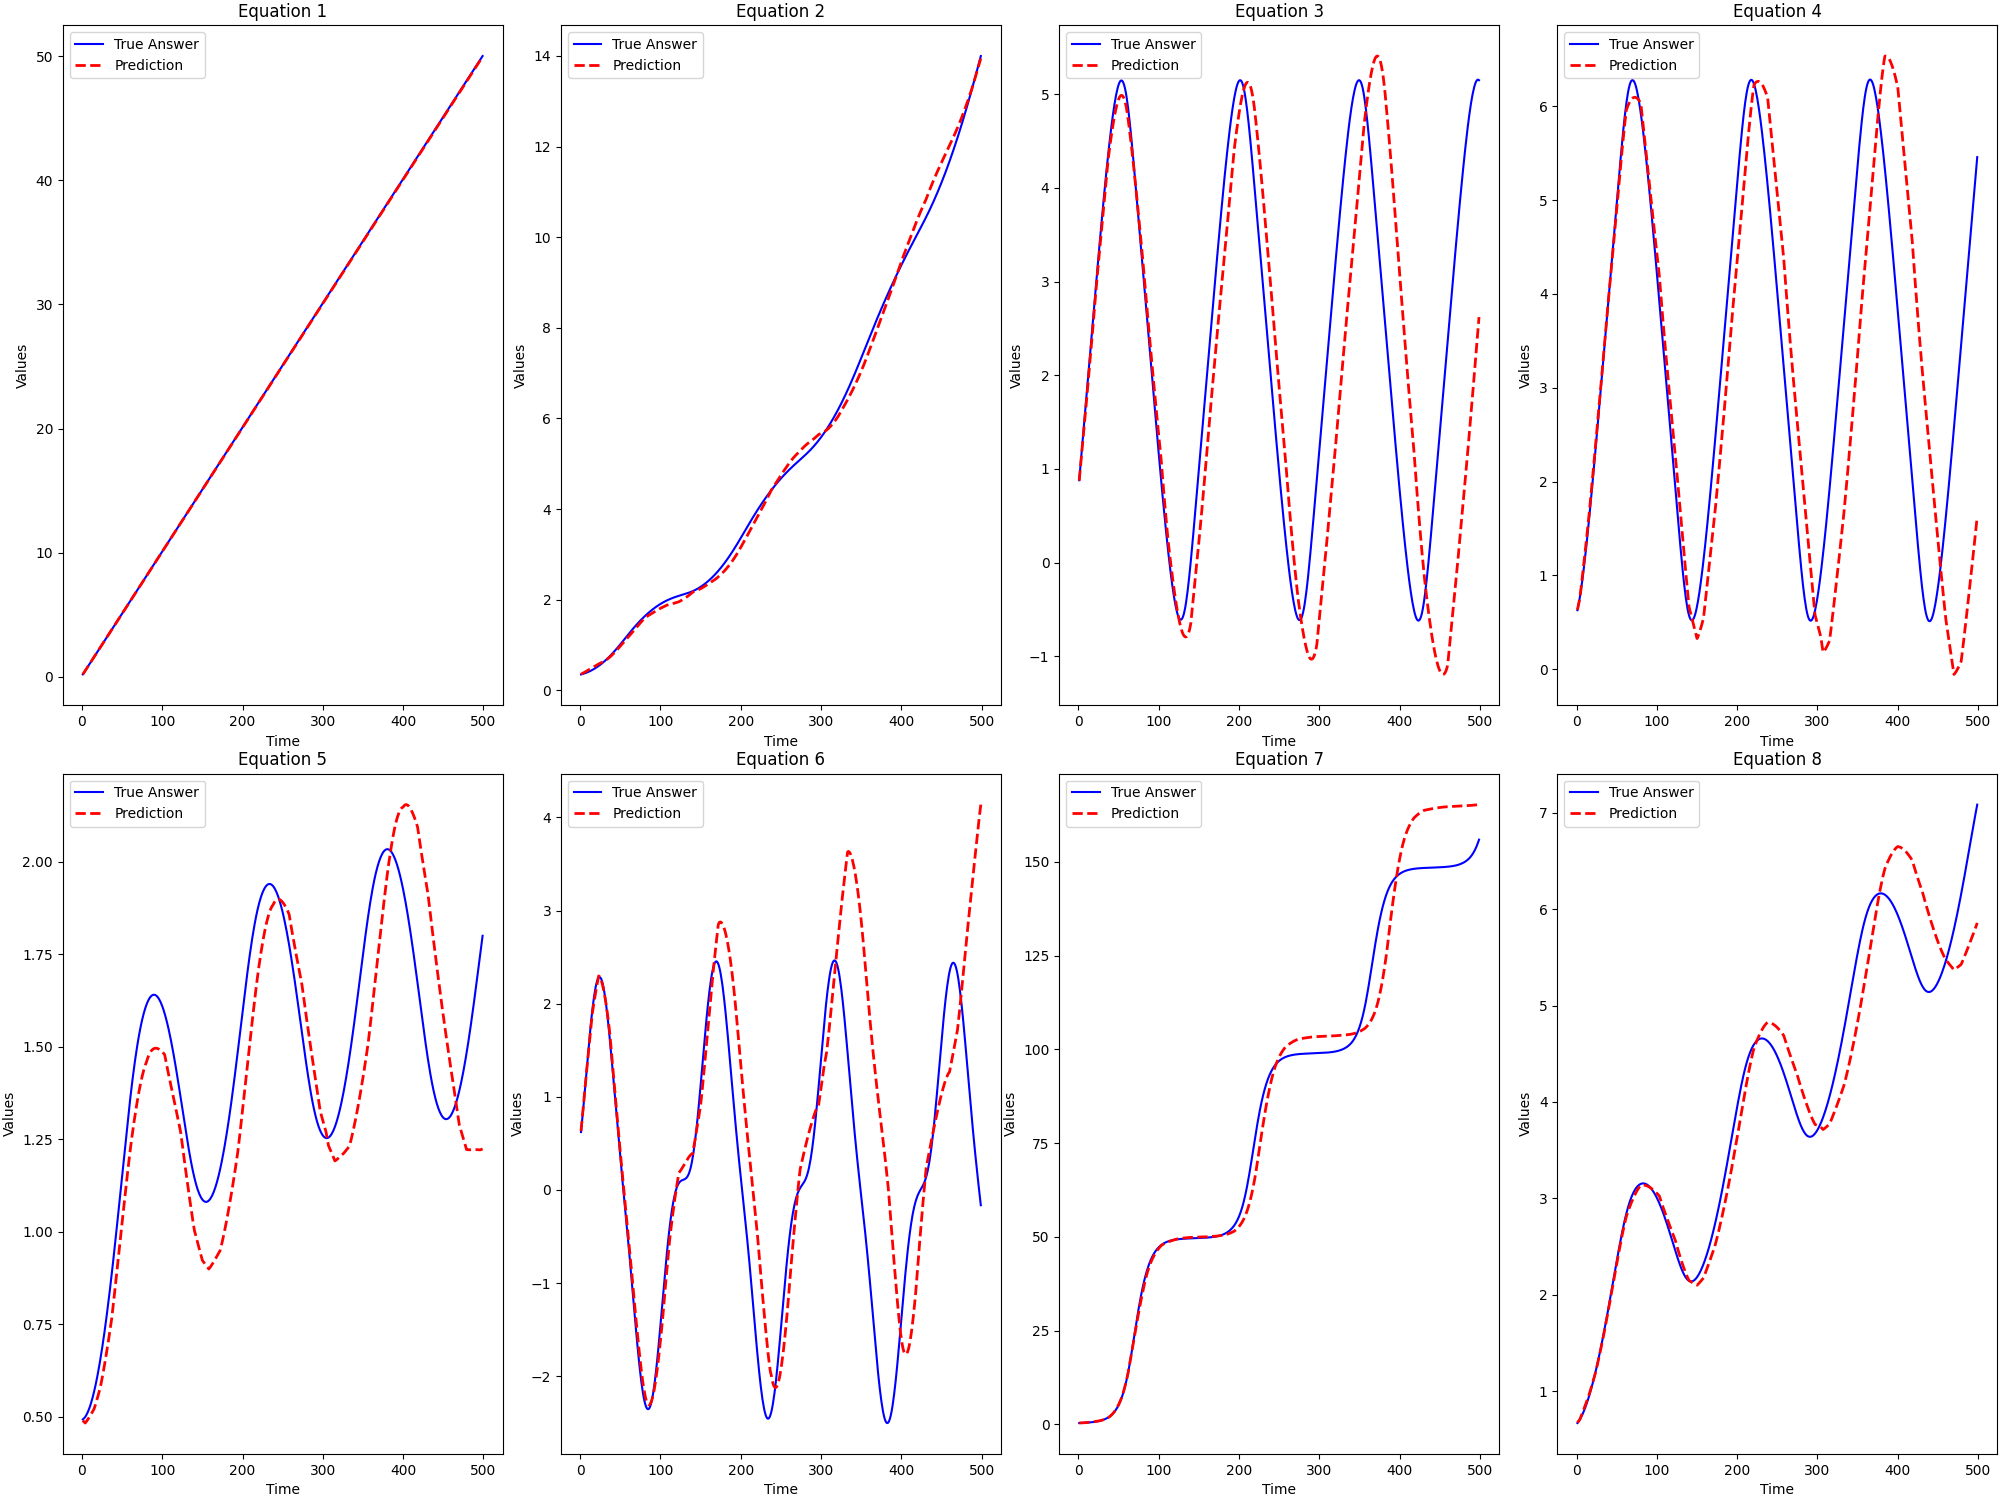 Equation 1
True Answer
Prediction
50
40
30
20
10
0
Values
0 100 200 300 400 500
Time
Equation 2
True Answer
Prediction
14
12
10
8
6
4
2
0
Values
0 100 200 300 400 500
Time
Equation 3
True Answer
Prediction
5
4
3
2
1
0
−1
Values
0 100 200 300 400 500
Time
Equation 4
True Answer
Prediction
6
5
4
3
2
1
0
Values
0 100 200 300 400 500
Time
Equation 5
True Answer
Prediction
2.00
1.75
1.50
1.25
1.00
0.75
0.50
Values
0 100 200 300 400 500
Time
Equation 6
True Answer
Prediction
4
3
2
1
0
−1
−2
Values
0 100 200 300 400 500
Time
Equation 7
True Answer
Prediction
150
125
100
75
50
25
0
Values
0 100 200 300 400 500
Time
Equation 8
True Answer
Prediction
7
6
5
4
3
2
1
Values
0 100 200 300 400 500
Time